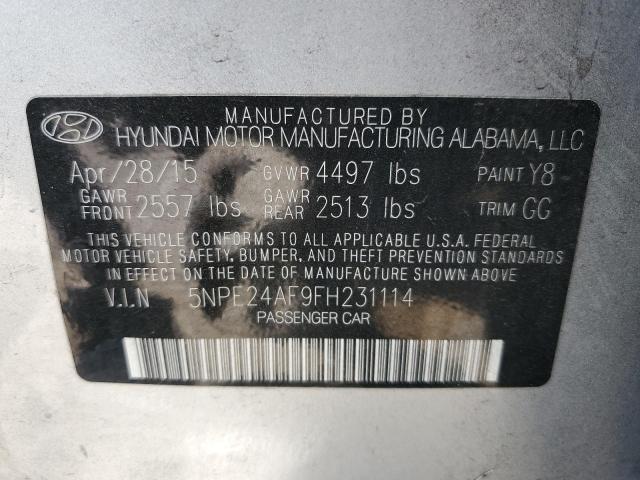 MANUFACTURED BY
HYUNDAI MOTOR MANUFACTURING ALABAMA, LLC
Apr/28/15 GVWR 4497 lbs PAINT Y8
GAWR FRONT 2557 lbs GAWR REAR 2513 lbs TRIM GG
THIS VEHICLE CONFORMS TO ALL APPLICABLE U.S.A. FEDERAL
MOTOR VEHICLE SAFETY, BUMPER, AND THEFT PREVENTION STANDARDS
IN EFFECT ON THE DATE OF MANUFACTURE SHOWN ABOVE.
V.I.N 5NPE24AF9FH231114
PASSENGER CAR